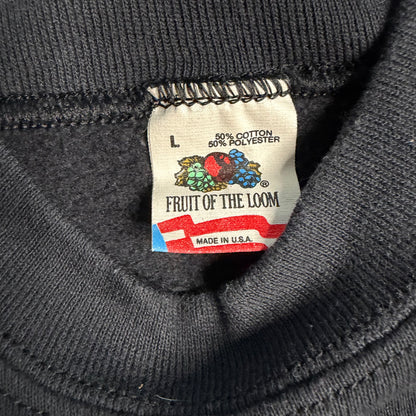 L
50% COTTON
50% POLYESTER
®
FRUIT OF THE LOOM
MADE IN U.S.A.